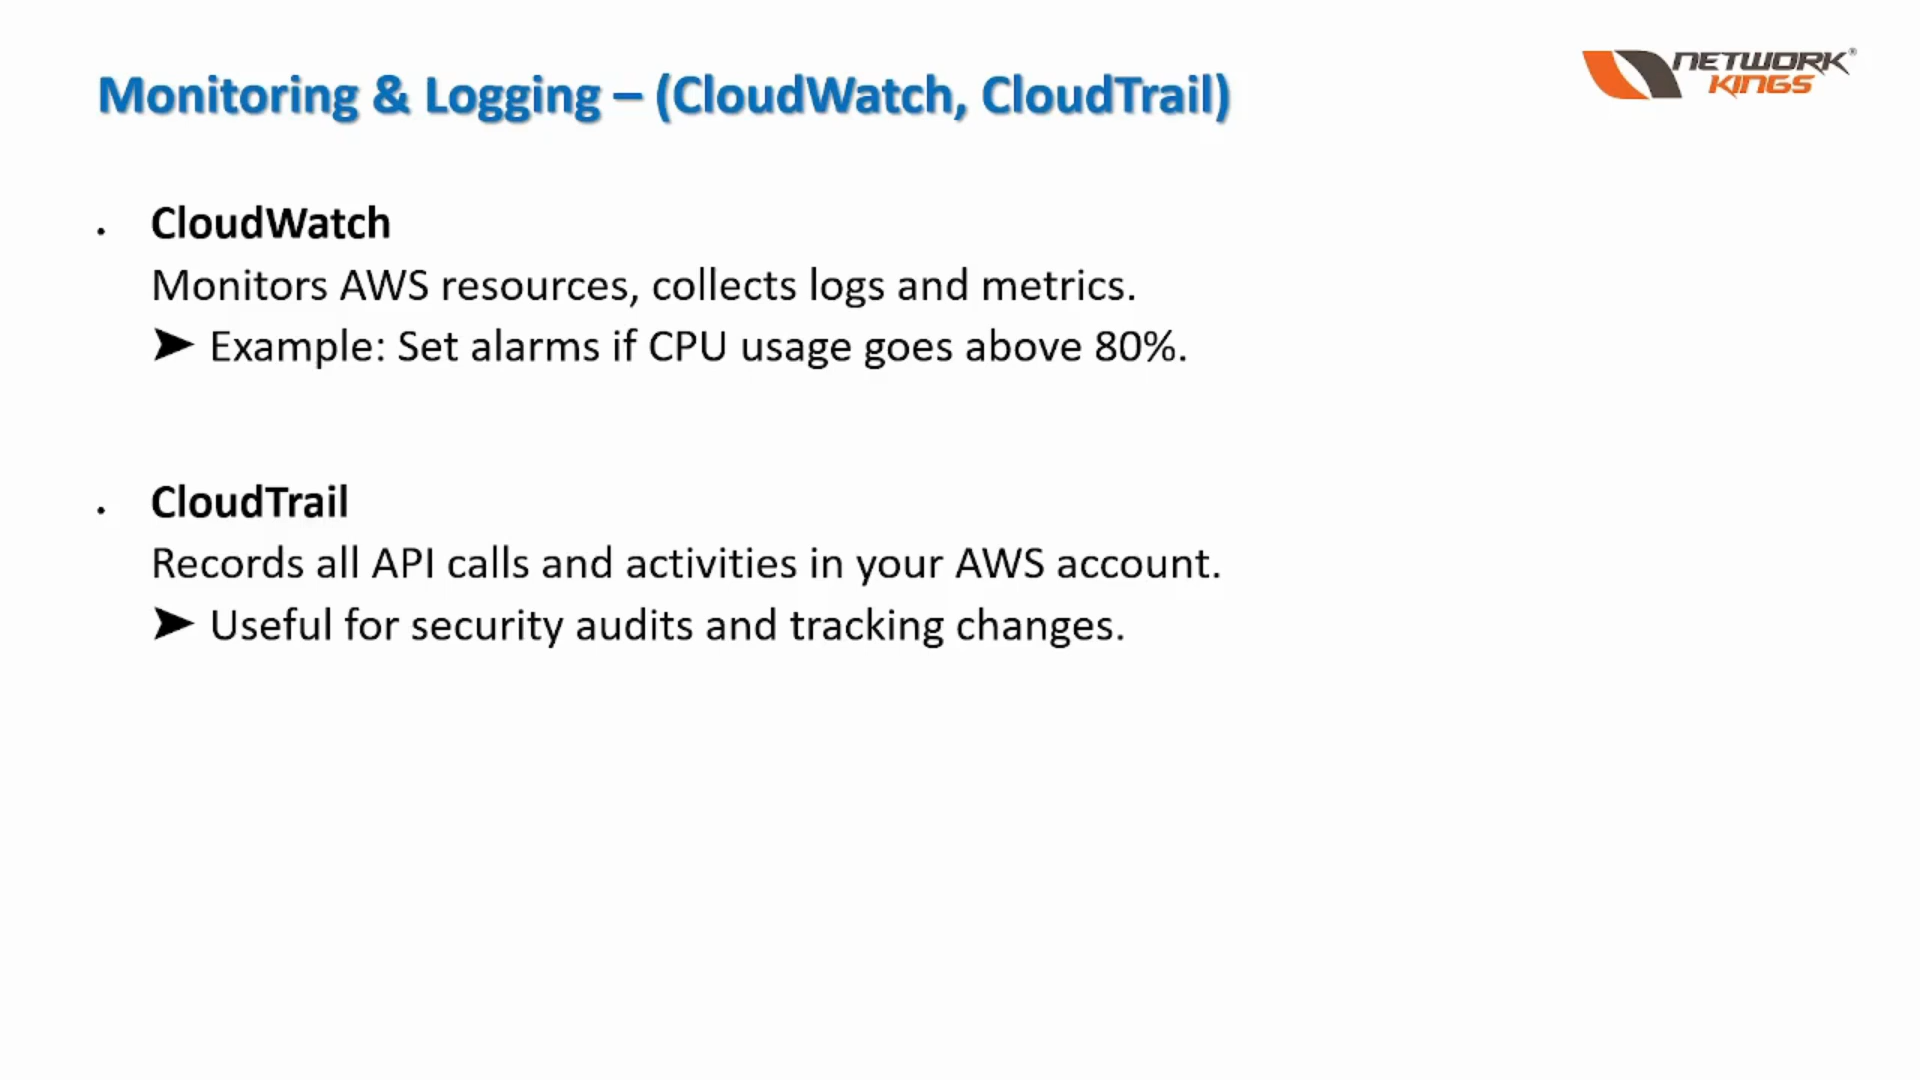 Monitoring & Logging – (CloudWatch, CloudTrail)
NETWORK®
KINGS
• CloudWatch
Monitors AWS resources, collects logs and metrics.
➤ Example: Set alarms if CPU usage goes above 80%.
• CloudTrail
Records all API calls and activities in your AWS account.
➤ Useful for security audits and tracking changes.